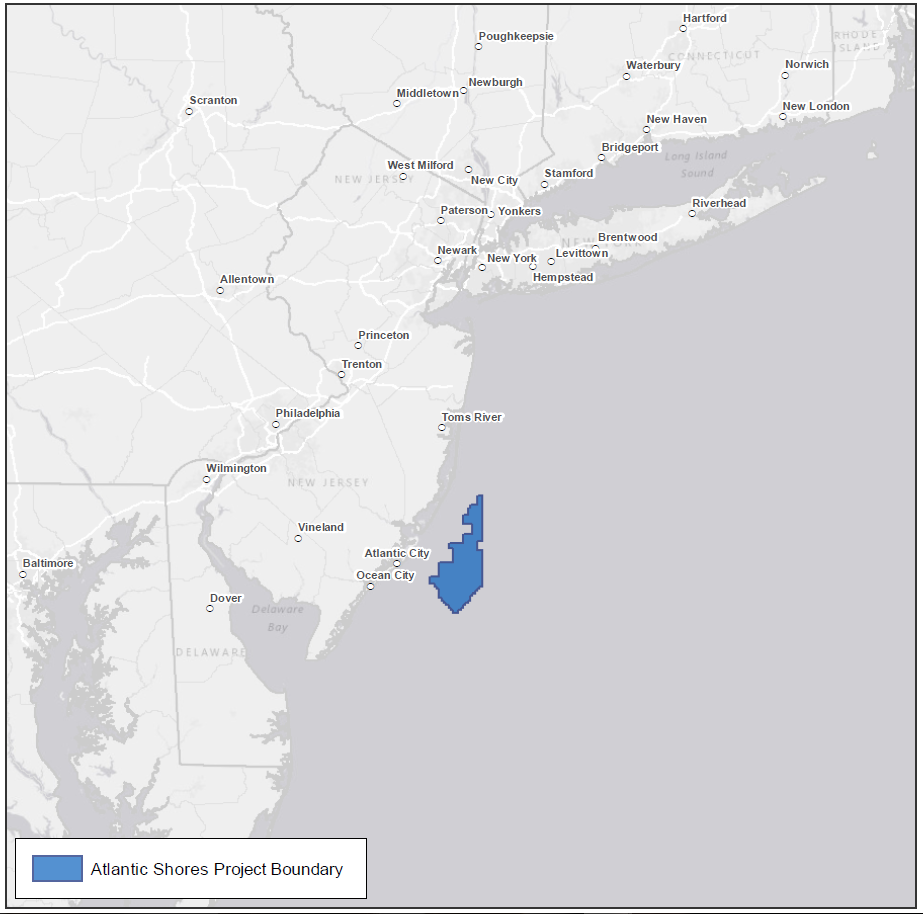 Hartford
Poughkeepsie
RHODE
ISLAND
CONNECTICUT
Waterbury
Norwich
Newburgh
Middletown
Scranton
New London
New Haven
Bridgeport
Long Island
Sound
West Milford
Stamford
NEW JERSEY
New City
Riverhead
Paterson
Yonkers
Brentwood
NEW YORK
Newark
Levittown
New York
Hempstead
Allentown
Princeton
Trenton
Philadelphia
Toms River
Wilmington
NEW JERSEY
Vineland
Atlantic City
Baltimore
Ocean City
Dover
Delaware
Bay
DELAWARE
Atlantic Shores Project Boundary